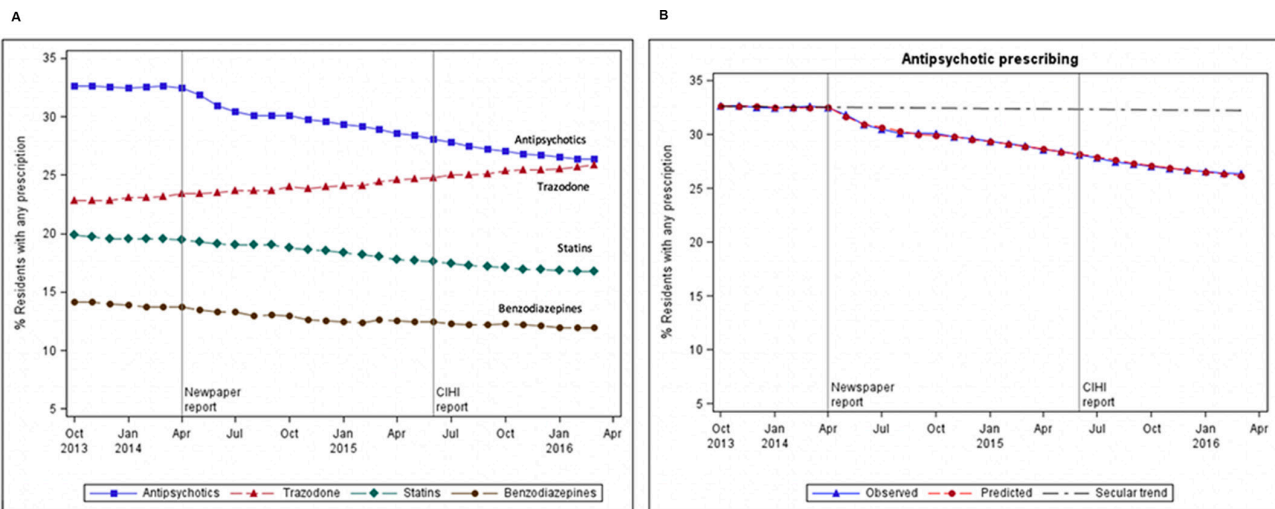 A
35
30
25
20
15
10
5
% Residents with any prescription
Antipsychotics
Trazodone
Statins
Benzodiazepines
Newpaper
report
CIHI
report
Oct Jan Apr Jul Oct Jan Apr Jul Oct Jan Apr
2013 2014 2015 2016
Antipsychotics Trazodone Statins Benzodiazepines
B
Antipsychotic prescribing
35
30
25
20
15
10
5
% Residents with any prescription
Newspaper
report
CIHI
report
Oct Jan Apr Jul Oct Jan Apr Jul Oct Jan Apr
2013 2014 2015 2016
Observed Predicted Secular trend